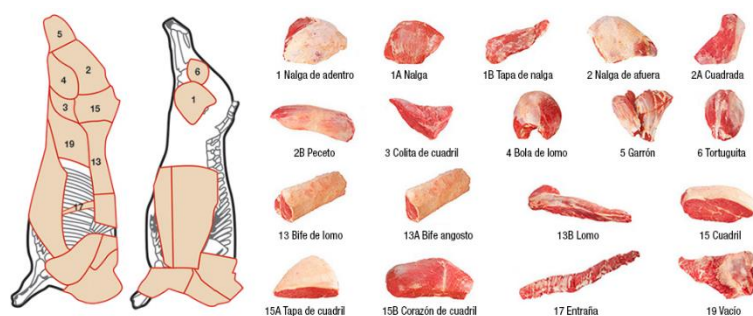 5
4
2
3
15
19
13
17
6
1
1 Nalga de adentro
1A Nalga
1B Tapa de nalga
2 Nalga de afuera
2A Cuadrada
2B Peceto
3 Colita de cuadril
4 Bola de lomo
5 Garrón
6 Tortuguita
13 Bife de lomo
13A Bife angosto
13B Lomo
15 Cuadril
15A Tapa de cuadril
15B Corazón de cuadril
17 Entraña
19 Vacío